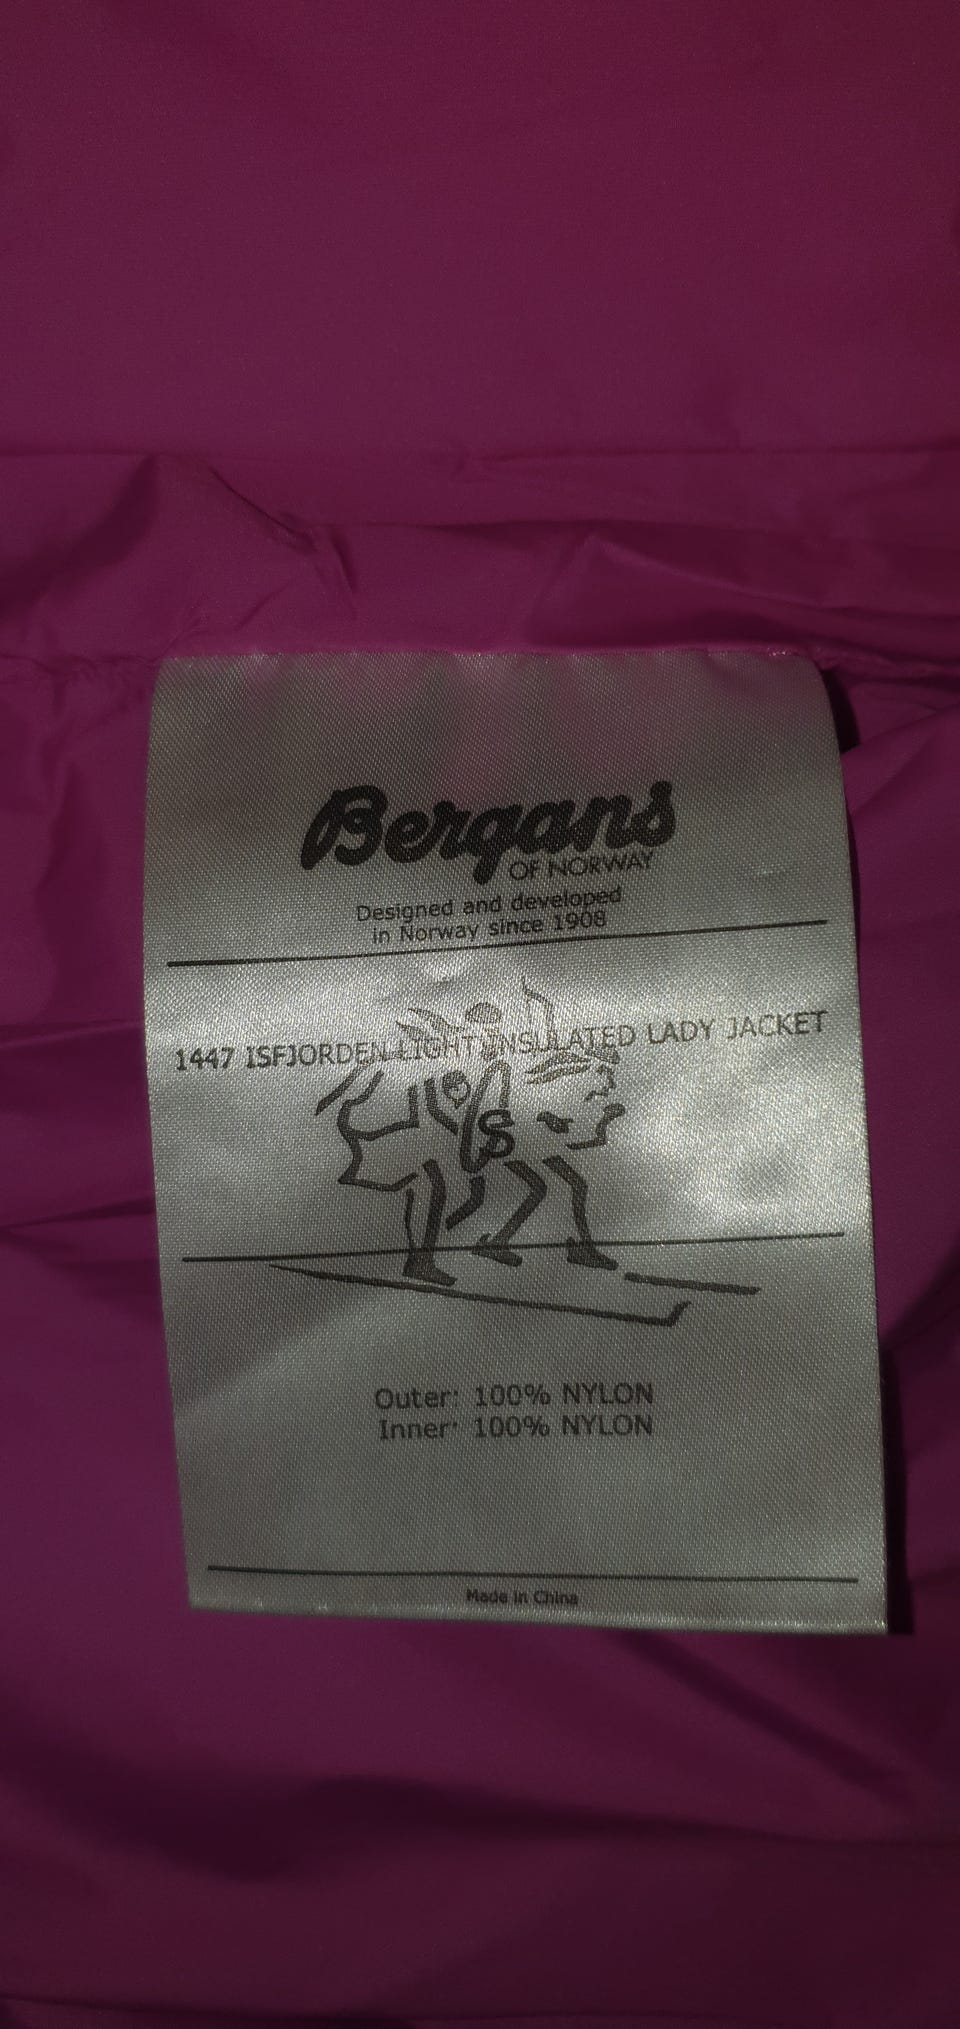 Bergans
OF NORWAY
Designed and developed
in Norway since 1908
1447 ISFJORDEN LIGHT INSULATED LADY JACKET
S
Outer: 100% NYLON
Inner: 100% NYLON
Made in China